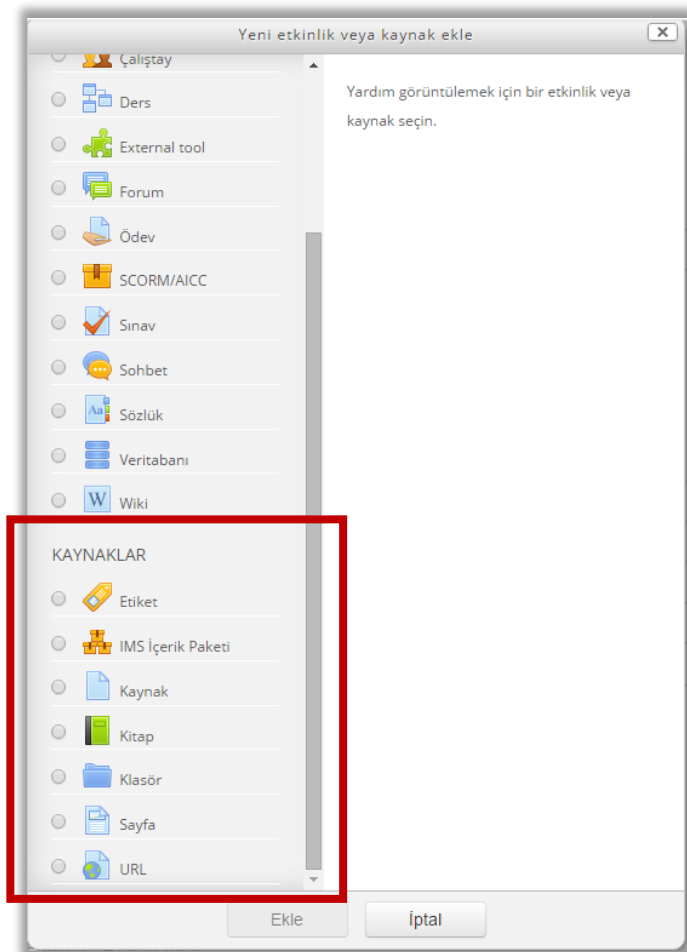 Yeni etkinlik veya kaynak ekle
Çalıştay
Ders
External tool
Forum
Ödev
SCORM/AICC
Sınav
Sohbet
Sözlük
Veritabanı
Wiki
KAYNAKLAR
Etiket
IMS İçerik Paketi
Kaynak
Kitap
Klasör
Sayfa
URL
Yardım görüntülemek için bir etkinlik veya
kaynak seçin.
Ekle
İptal